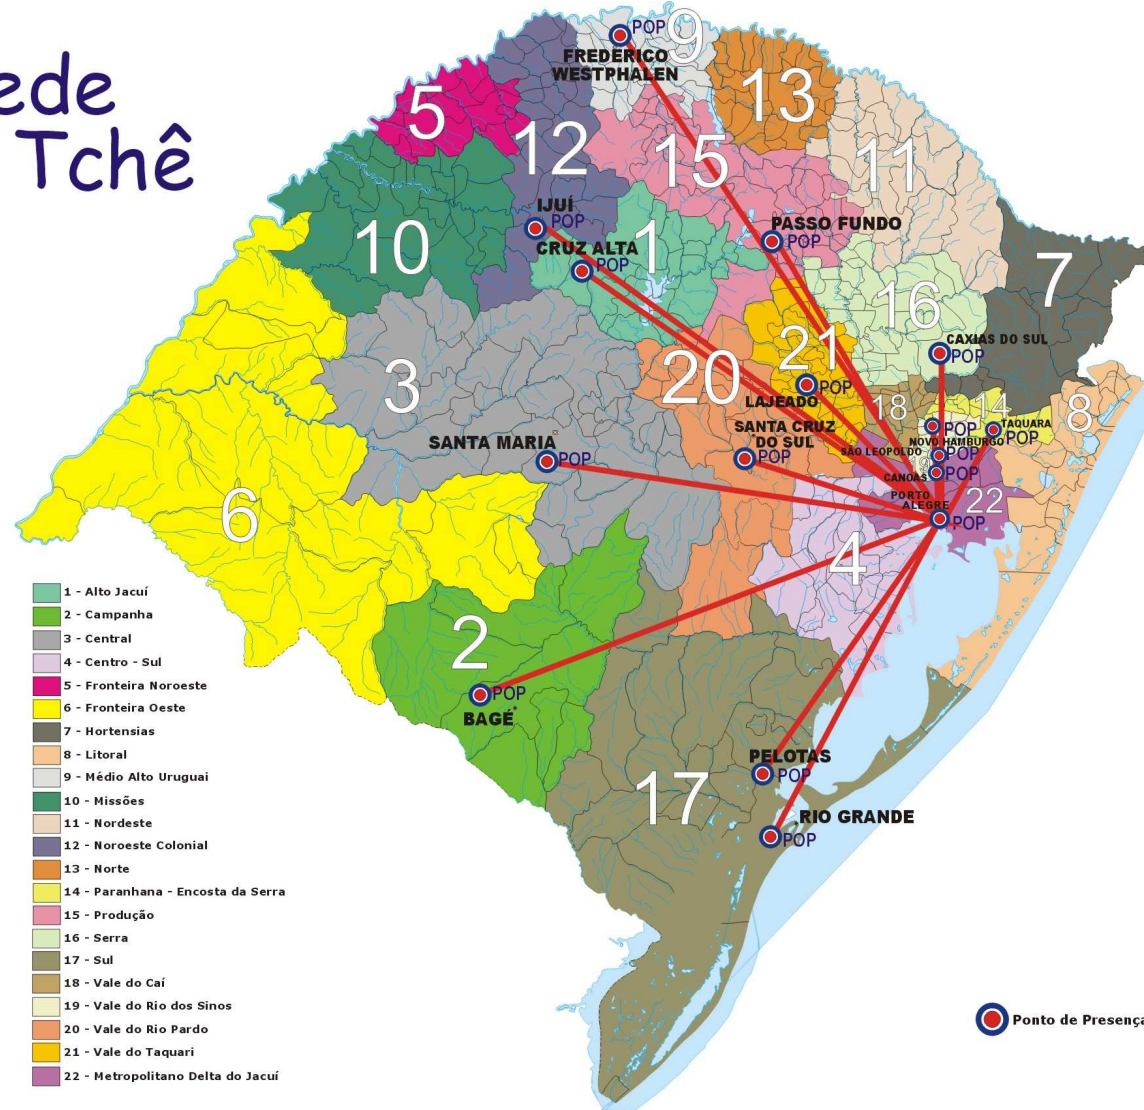 ede
Tchê
POP
9
FREDERICO
WESTPHALEN
5
13
12
15
11
IJUÍ
POP
PASSO FUNDO
POP
10
CRUZ ALTA
POP
1
7
16
CAXIAS DO SUL
POP
3
20
21
POP
LAJEADO
18
14
8
SANTA CRUZ
DO SUL
POP
TAQUARA
POP
POP
NOVO HAMBURGO
SÃO LEOPOLDO
POP
SANTA MARIA
POP
19
CANOAS
POP
PORTO
ALEGRE
POP
22
6
4
2
POP
BAGÉ
PELOTAS
POP
17
RIO GRANDE
POP
1 - Alto Jacuí
2 - Campanha
3 - Central
4 - Centro - Sul
5 - Fronteira Noroeste
6 - Fronteira Oeste
7 - Hortensias
8 - Litoral
9 - Médio Alto Uruguai
10 - Missões
11 - Nordeste
12 - Noroeste Colonial
13 - Norte
14 - Paranhana - Encosta da Serra
15 - Produção
16 - Serra
17 - Sul
18 - Vale do Caí
19 - Vale do Rio dos Sinos
20 - Vale do Rio Pardo
21 - Vale do Taquari
22 - Metropolitano Delta do Jacuí
Ponto de Presença